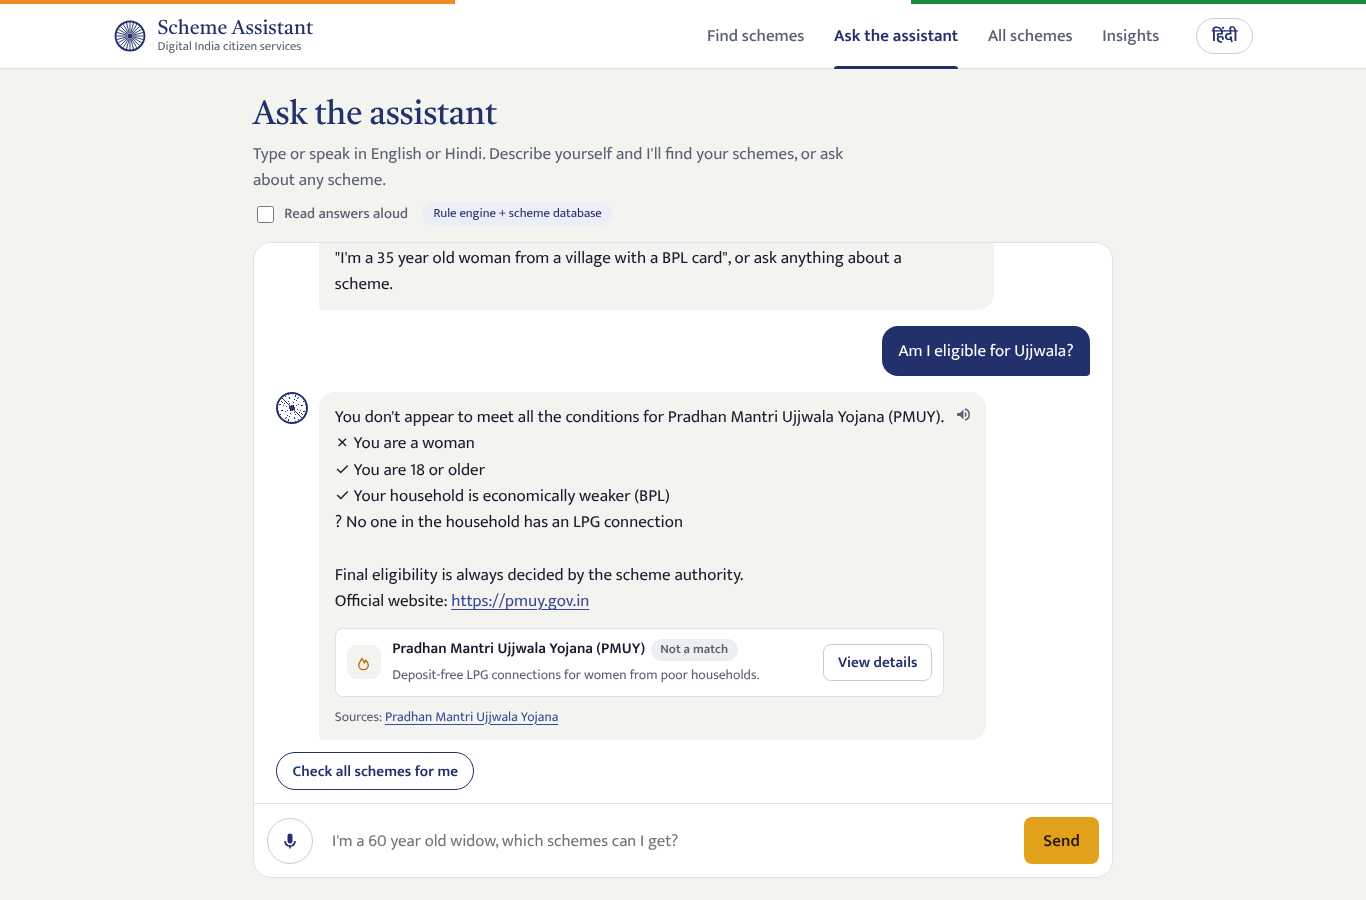 Scheme Assistant
Digital India citizen services
Find schemes
Ask the assistant
All schemes
Insights
हिंदी
Ask the assistant
Type or speak in English or Hindi. Describe yourself and I'll find your schemes, or ask
about any scheme.
Read answers aloud
Rule engine + scheme database
"I'm a 35 year old woman from a village with a BPL card", or ask anything about a
scheme.
Am I eligible for Ujjwala?
You don't appear to meet all the conditions for Pradhan Mantri Ujjwala Yojana (PMUY).
✕ You are a woman
✓ You are 18 or older
✓ Your household is economically weaker (BPL)
? No one in the household has an LPG connection
Final eligibility is always decided by the scheme authority.
Official website: https://pmuy.gov.in
Pradhan Mantri Ujjwala Yojana (PMUY)
Not a match
Deposit-free LPG connections for women from poor households.
View details
Sources: Pradhan Mantri Ujjwala Yojana
Check all schemes for me
I'm a 60 year old widow, which schemes can I get?
Send